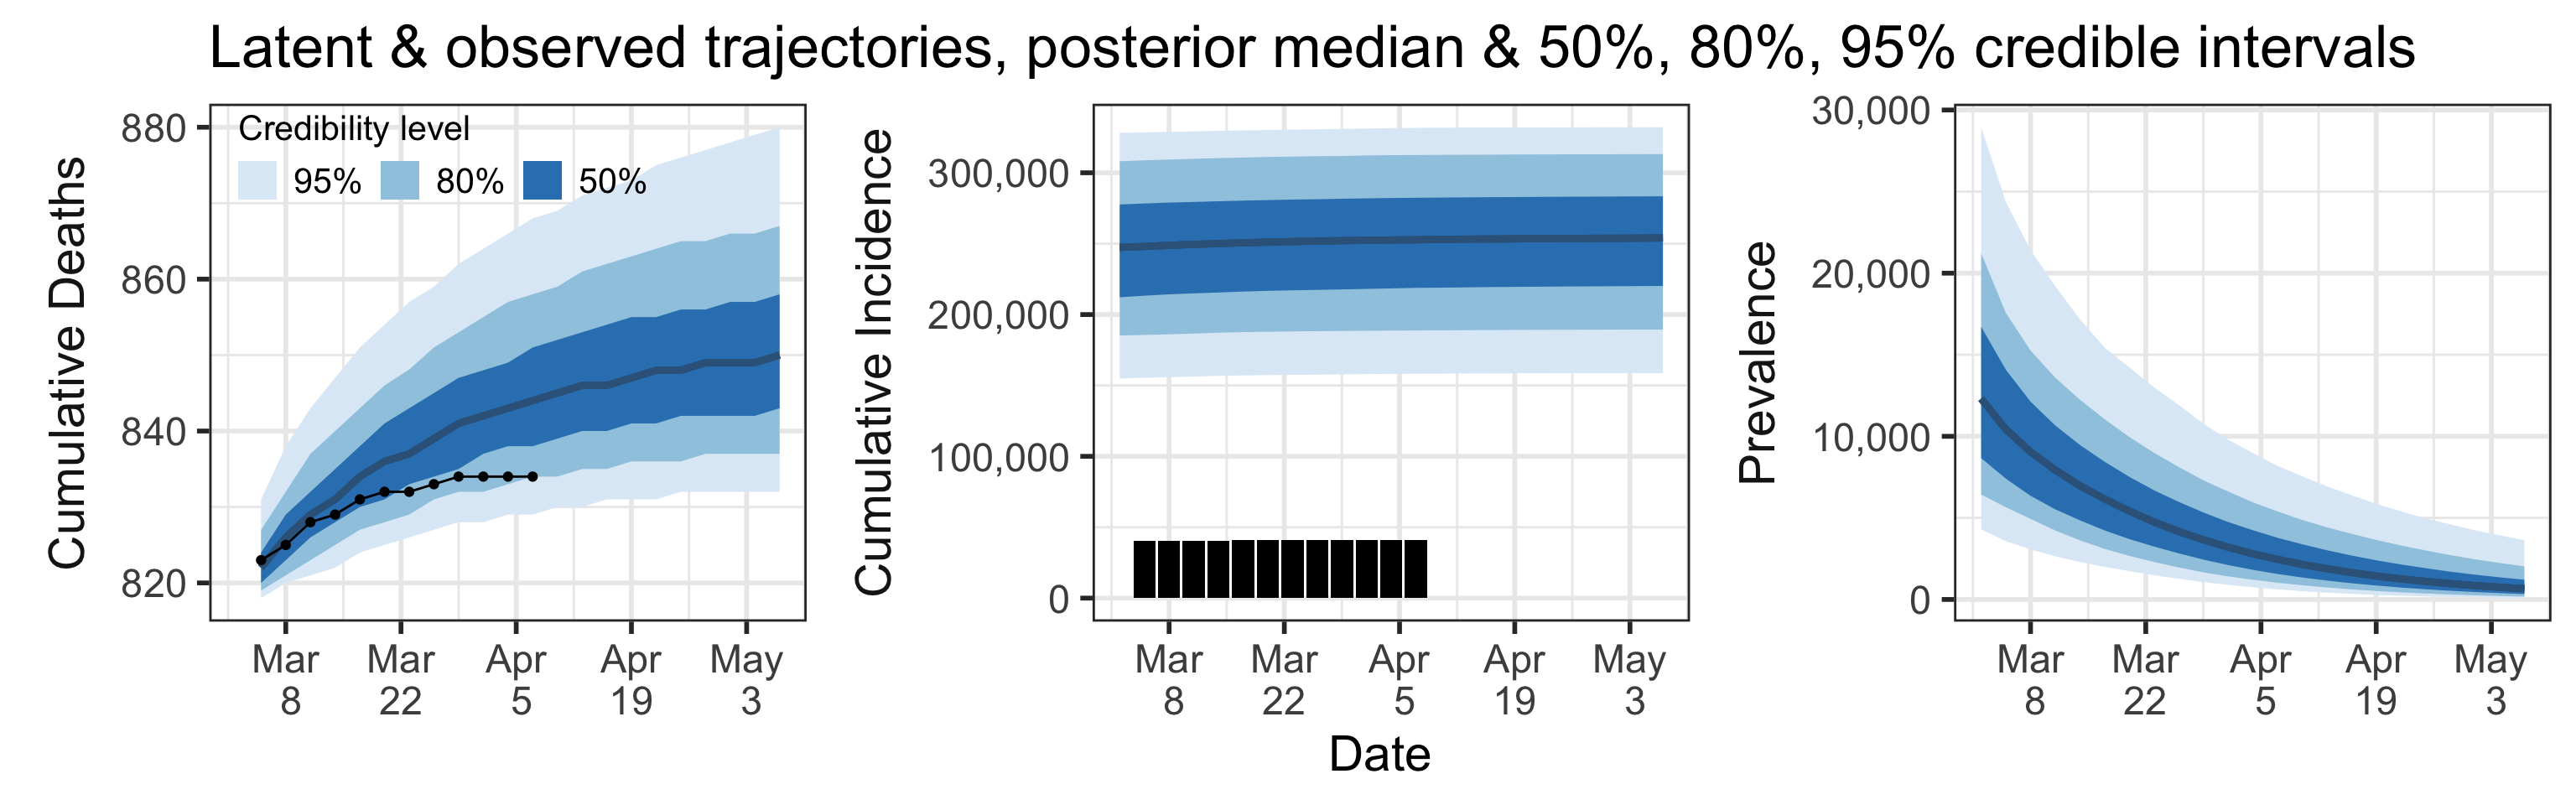 Latent & observed trajectories, posterior median & 50%, 80%, 95% credible intervals
Cumulative Deaths
880
860
840
820
Credibility level
95% 80% 50%
Mar 8
Mar 22
Apr 5
Apr 19
May 3
Cumulative Incidence
300,000
200,000
100,000
0
Mar 8
Mar 22
Apr 5
Apr 19
May 3
Prevalence
30,000
20,000
10,000
0
Mar 8
Mar 22
Apr 5
Apr 19
May 3
Date